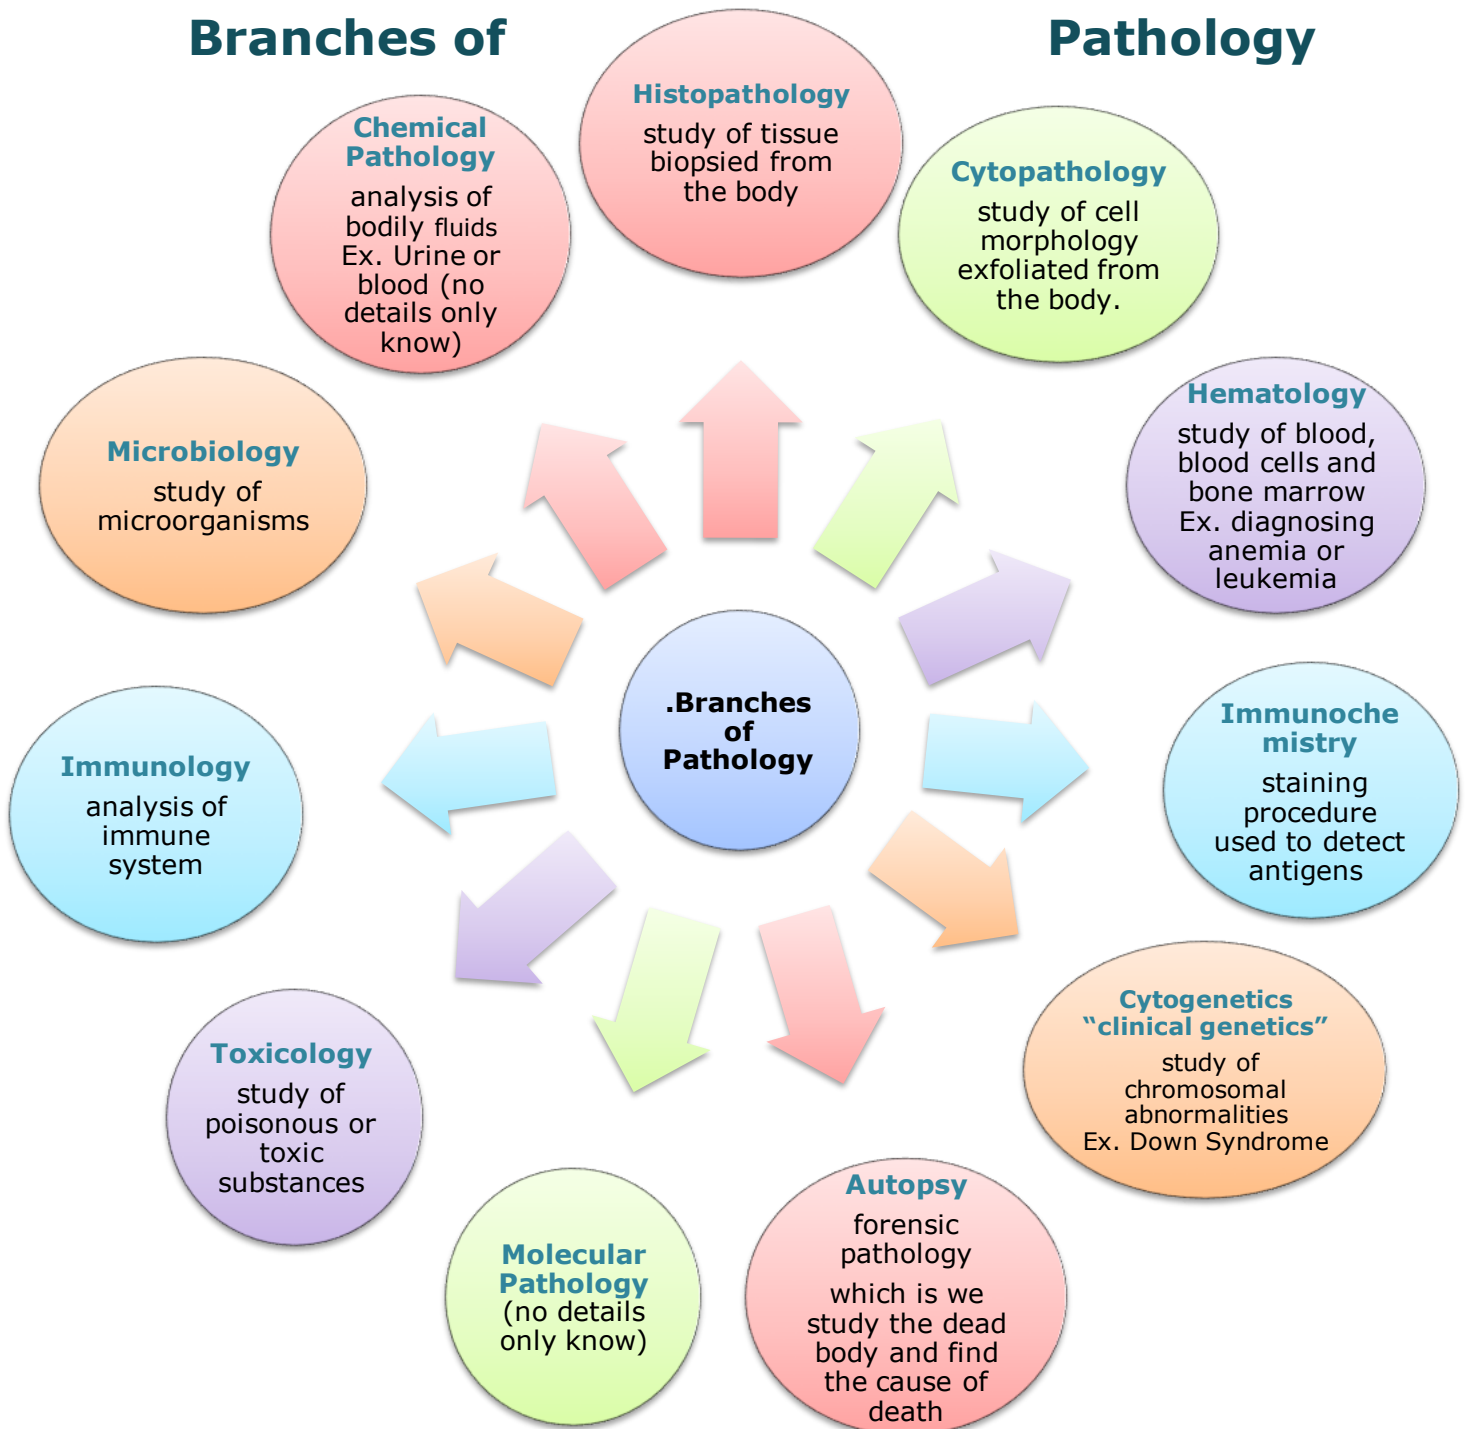 Branches of Pathology
Histopathology
study of tissue
biopsied from
the body
Cytopathology
study of cell
morphology
exfoliated from
the body.
Hematology
study of blood,
blood cells and
bone marrow
Ex. diagnosing
anemia or
leukemia
Immunoche
mistry
staining
procedure
used to detect
antigens
Cytogenetics
“clinical genetics”
study of
chromosomal
abnormalities
Ex. Down Syndrome
Autopsy
forensic
pathology
which is we
study the dead
body and find
the cause of
death
Molecular
Pathology
(no details
only know)
Toxicology
study of
poisonous or
toxic
substances
Immunology
analysis of
immune
system
Microbiology
study of
microorganisms
Chemical
Pathology
analysis of
bodily fluids
Ex. Urine or
blood (no
details only
know)
.Branches
of
Pathology